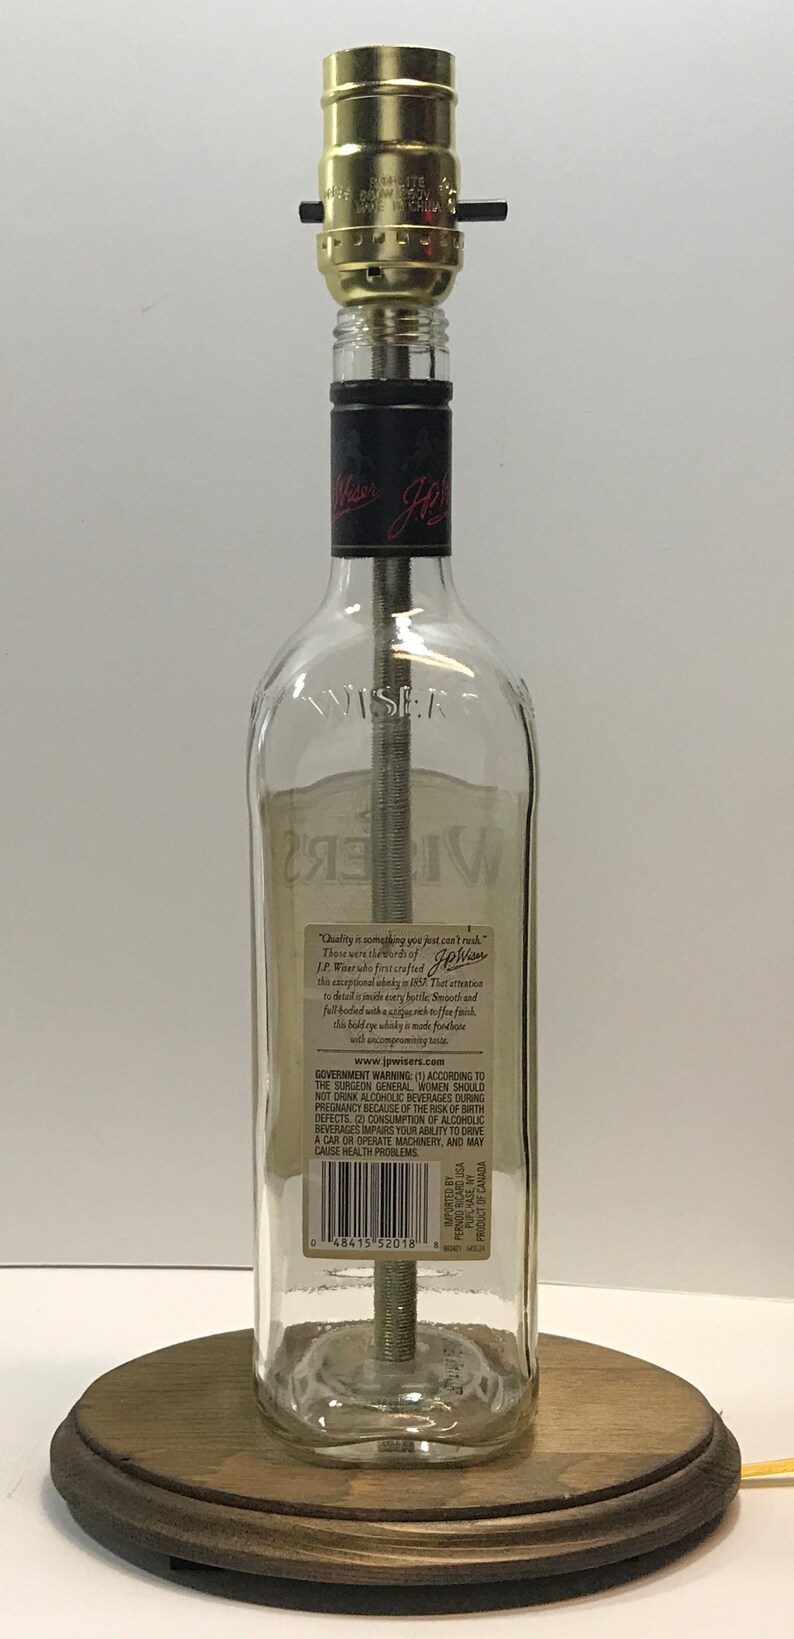 660W 250V
MADE IN CHINA
Wiser
J.P. W
WISER'S
WISER'S
"Quality is something you just can't rush."
Those were the words of
J.P. Wiser
J.P. Wiser who first crafted
this exceptional whisky in 1857. That attention
to detail is inside every bottle. Smooth and
full-bodied with a unique rich toffee finish,
this bold rye whisky is made for those
with uncompromising taste.
www.jpwisers.com
GOVERNMENT WARNING: (1) ACCORDING TO
THE SURGEON GENERAL, WOMEN SHOULD
NOT DRINK ALCOHOLIC BEVERAGES DURING
PREGNANCY BECAUSE OF THE RISK OF BIRTH
DEFECTS. (2) CONSUMPTION OF ALCOHOLIC
BEVERAGES IMPAIRS YOUR ABILITY TO DRIVE
A CAR OR OPERATE MACHINERY, AND MAY
CAUSE HEALTH PROBLEMS.
0 48415 52018 8
IMPORTED BY
PERNOD RICARD USA
PURCHASE, NY
PRODUCT OF CANADA